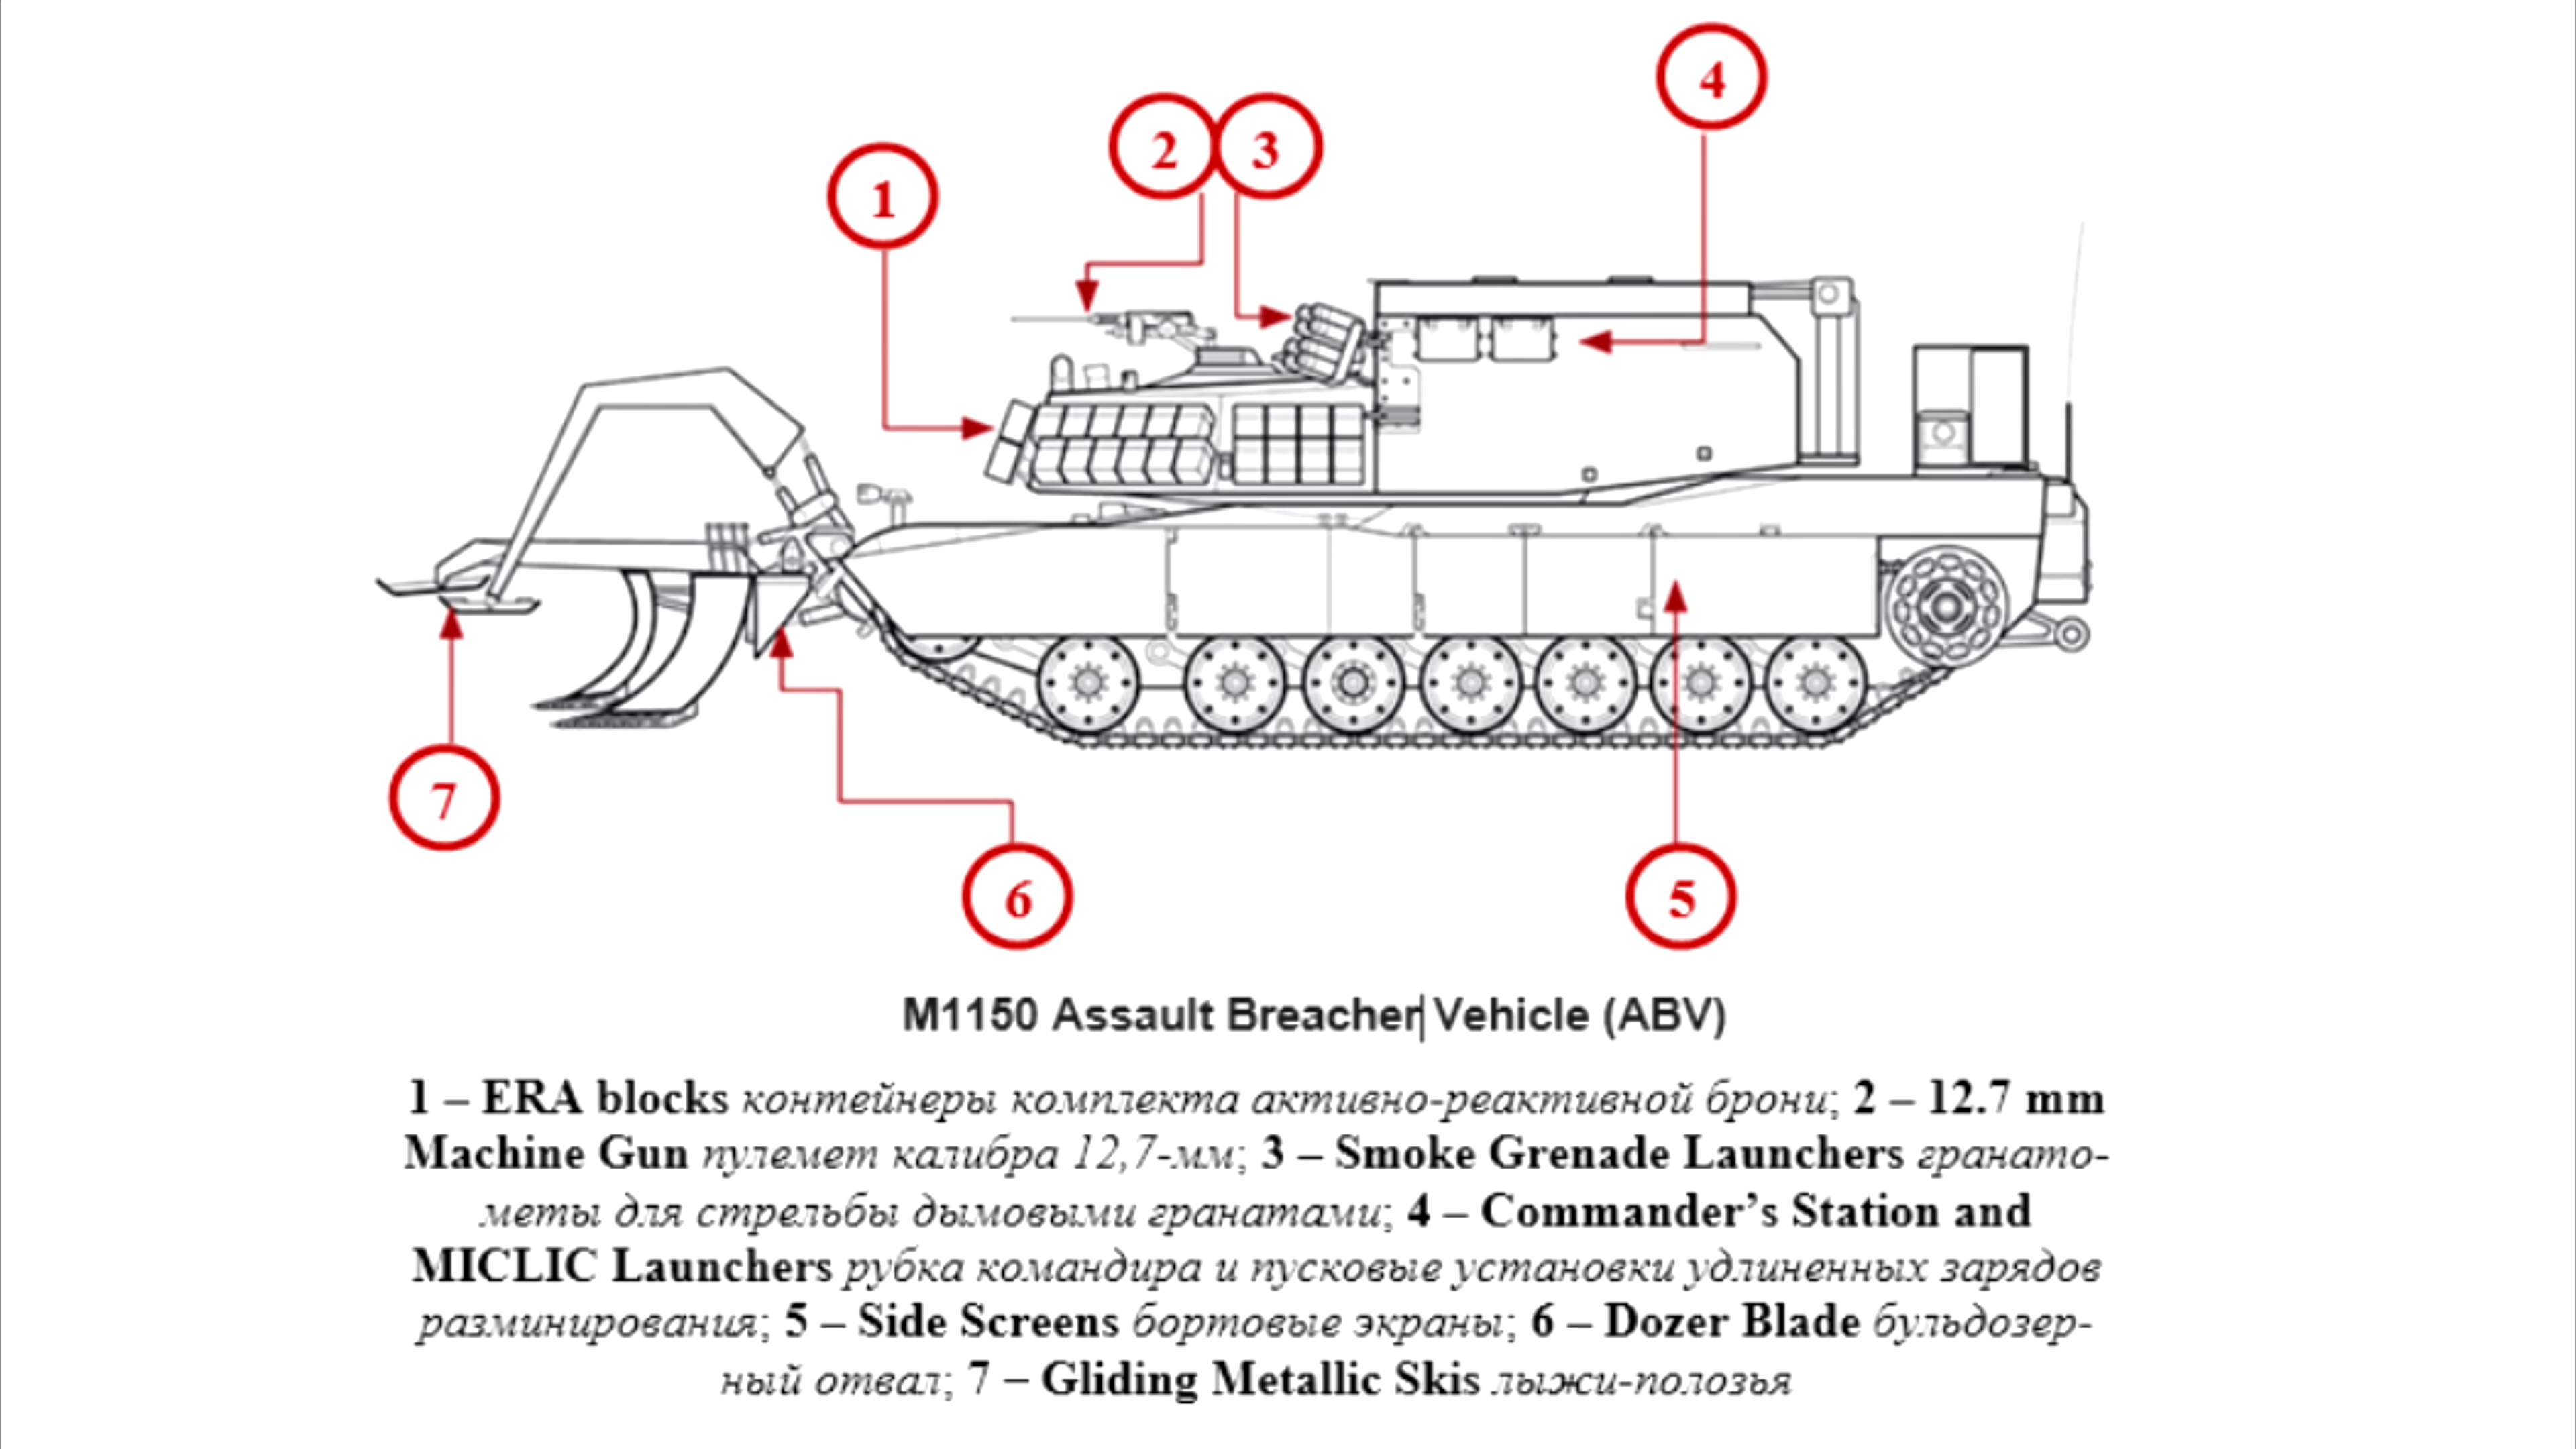 4
2
3
1
7
6
5
M1150 Assault Breacher Vehicle (ABV)
1 – ERA blocks контейнеры комплекта активно-реактивной брони; 2 – 12.7 mm
Machine Gun пулемет калибра 12,7-мм; 3 – Smoke Grenade Launchers гранато-
меты для стрельбы дымовыми гранатами; 4 – Commander’s Station and
MICLIC Launchers рубка командира и пусковые установки удлиненных зарядов
разминирования; 5 – Side Screens бортовые экраны; 6 – Dozer Blade бульдозер-
ный отвал; 7 – Gliding Metallic Skis лыжи-полозья